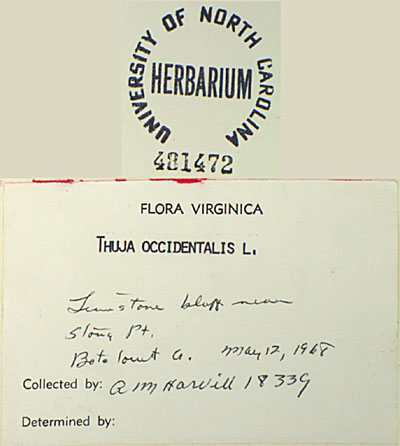 UNIVERSITY OF NORTH CAROLINA
HERBARIUM
481472
FLORA VIRGINICA
THUJA OCCIDENTALIS L.
Limestone bluff near
Stony Pt.
Botetourt Co. May 12, 1968
Collected by: A M Harvill 18339
Determined by: